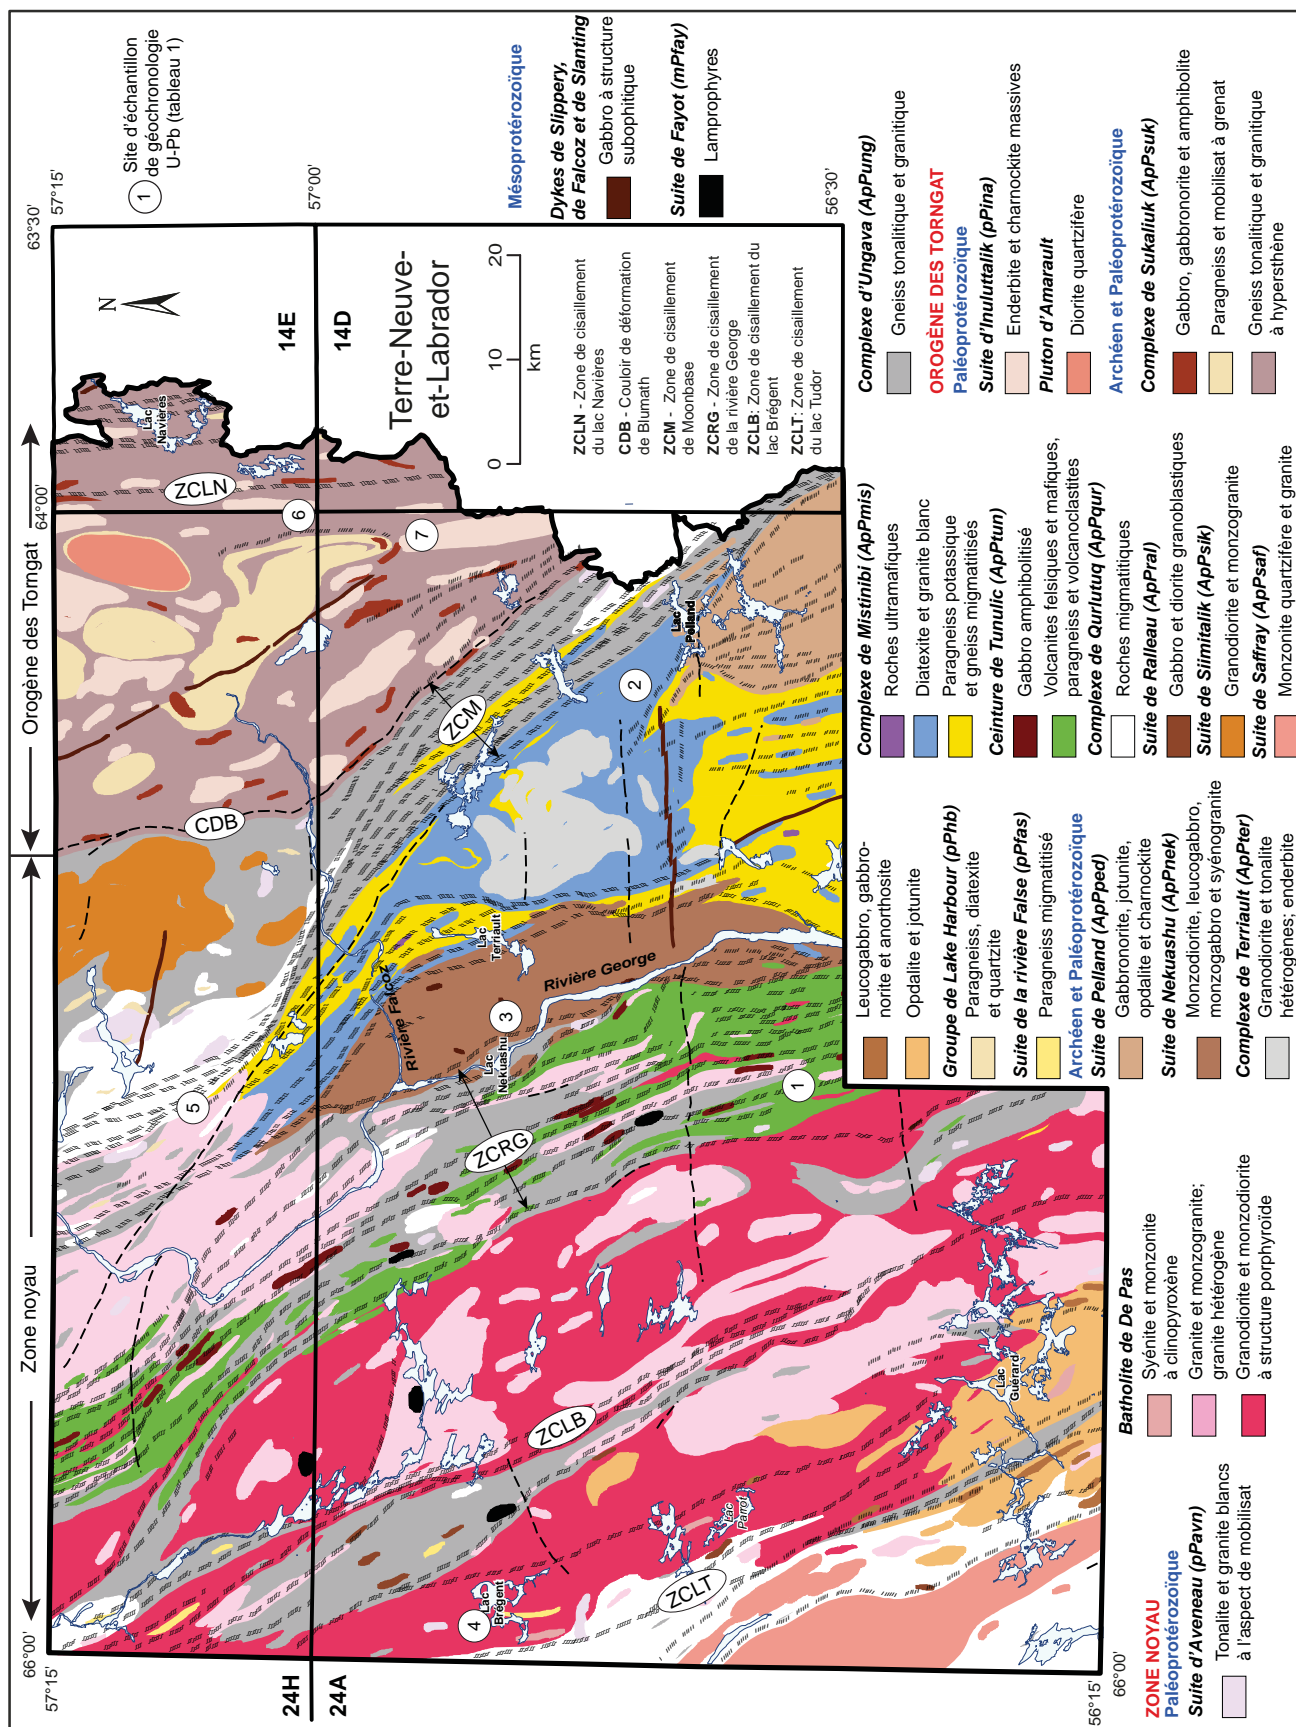 Zone noyau
Orogène des Torngat
66°00'
64°00'
63°30'
57°15'
57°15'
57°00'
56°30'
56°15'
66°00'
1
Site d'échantillon
de géochronologie
U-Pb (tableau 1)
24H
24A
14E
14D
N
Terre-Neuve-
et-Labrador
0
10
20
km
ZCLN - Zone de cisaillement
du lac Navières
CDB - Couloir de déformation
de Blumath
ZCM - Zone de cisaillement
de Moonbase
ZCRG - Zone de cisaillement
de la rivière George
ZCLB: Zone de cisaillement du
lac Brégent
ZCLT: Zone de cisaillement
du lac Tudor
Lac
Navières
ZCLN
CDB
ZCM
ZCRG
ZCLB
ZCLT
1
2
3
4
5
6
7
Lac
Pelland
Lac
Terriault
Rivière George
Rivière Falcoz
Lac
Nekuashu
Lac
Guérard
Lac
Parrot
Lac
Brégent
Mésoprotérozoïque
Dykes de Slippery,
de Falcoz et de Slanting
Gabbro à structure
subophitique
Suite de Fayot (mPfay)
Lamprophyres
ZONE NOYAU
Paléoprotérozoïque
Suite d'Aveneau (pPavn)
Tonalite et granite blancs
à l'aspect de mobilisat
Batholite de De Pas
Syénite et monzonite
à clinopyroxène
Granite et monzogranite;
granite hétérogène
Granodiorite et monzodiorite
à structure porphyroïde
Leucogabbro, gabbro-
norite et anorthosite
Opdalite et jotunite
Groupe de Lake Harbour (pPhb)
Paragneiss, diatexite
et quartzite
Suite de la rivière False (pPfas)
Paragneiss migmatitisé
Archéen et Paléoprotérozoïque
Suite de Pelland (ApPped)
Gabbronorite, jotunite,
opdalite et charnockite
Suite de Nekuashu (ApPnek)
Monzodiorite, leucogabbro,
monzogabbro et syénogranite
Complexe de Terriault (ApPter)
Granodiorite et tonalite
hétérogènes; enderbite
Complexe de Mistinibi (ApPmis)
Roches ultramafiques
Diatexite et granite blanc
Paragneiss potassique
et gneiss migmatitisés
Ceinture de Tunulic (ApPtun)
Gabbro amphibolitisé
Volcanites felsiques et mafiques,
paragneiss et volcanoclastites
Complexe de Qurlutuq (ApPqur)
Roches migmatitiques
Suite de Ralleau (ApPral)
Gabbro et diorite granoblastiques
Suite de Siimitalik (ApPsik)
Granodiorite et monzogranite
Suite de Saffray (ApPsaf)
Monzonite quartzifère et granite
Complexe d'Ungava (ApPung)
Gneiss tonalitique et granitique
OROGÈNE DES TORNGAT
Paléoprotérozoïque
Suite d'Inuluttalik (pPina)
Enderbite et charnockite massives
Pluton d'Amarault
Diorite quartzifère
Archéen et Paléoprotérozoïque
Complexe de Sukaliuk (ApPsuk)
Gabbro, gabbronorite et amphibolite
Paragneiss et mobilisat à grenat
Gneiss tonalitique et granitique
à hypersthène